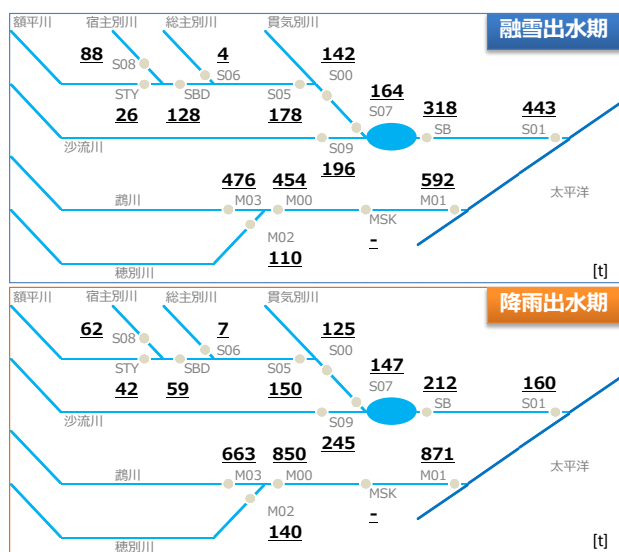 額平川 宿主別川 総主別川 貫気別川 融雪出水期
88 S08 4 S06 142 S00
STY SBD S05 164 S07
26 128 178 318 443
SB S01
沙流川 S09
196
476 454 592 太平洋
鵡川 M03 M00 M01
MSK
M02 -
110
穂別川 [t]
額平川 宿主別川 総主別川 貫気別川 降雨出水期
62 S08 7 S06 125 S00
STY SBD S05 147 S07
42 59 150 212 160
SB S01
沙流川 S09
245
663 850 871 太平洋
鵡川 M03 M00 M01
MSK
M02 -
140
穂別川 [t]